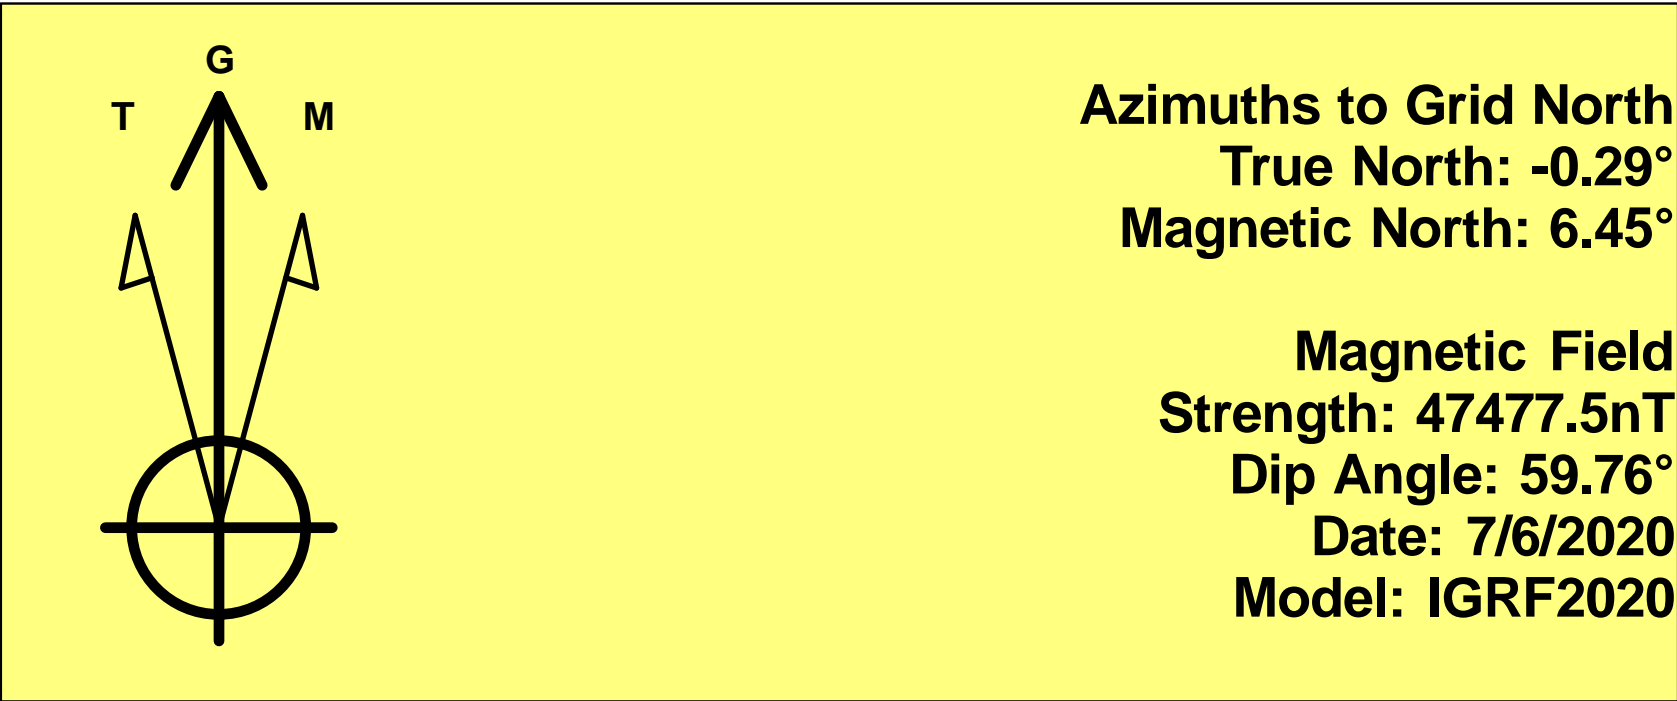 G
T
M
Azimuths to Grid North
True North: -0.29°
Magnetic North: 6.45°
Magnetic Field
Strength: 47477.5nT
Dip Angle: 59.76°
Date: 7/6/2020
Model: IGRF2020